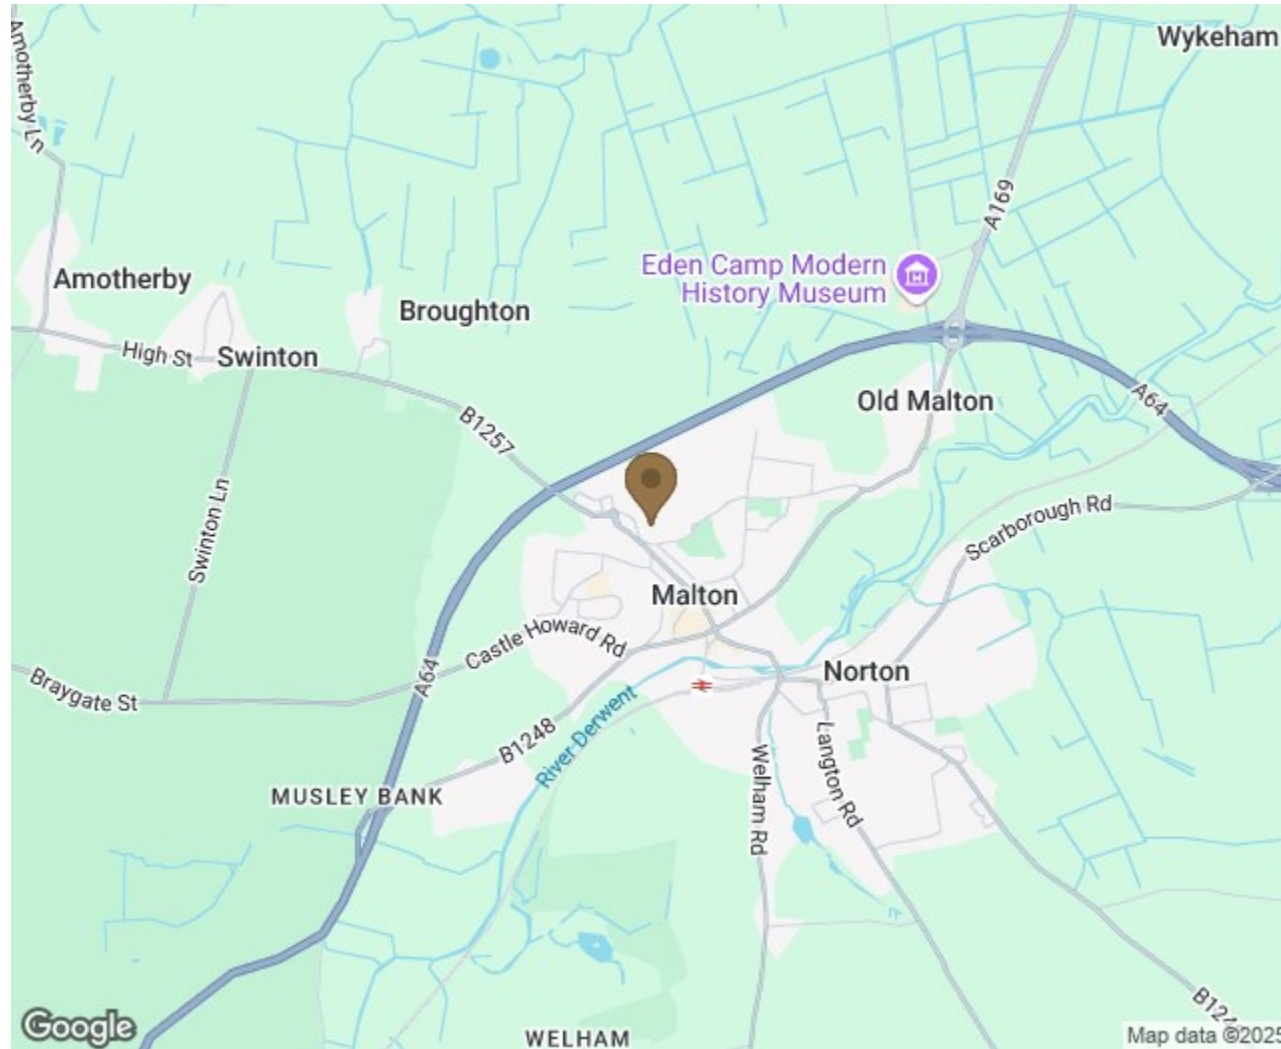 Wykeham
Amotherby Ln
A169
Eden Camp Modern
History Museum
Amotherby
Broughton
High St
Swinton
Old Malton
A64
B1257
Swinton Ln
Scarborough Rd
Malton
Castle Howard Rd
A64
Norton
Braygate St
River Derwent
B1248
Langton Rd
Welham Rd
MUSLEY BANK
WELHAM
Google
Map data ©2025